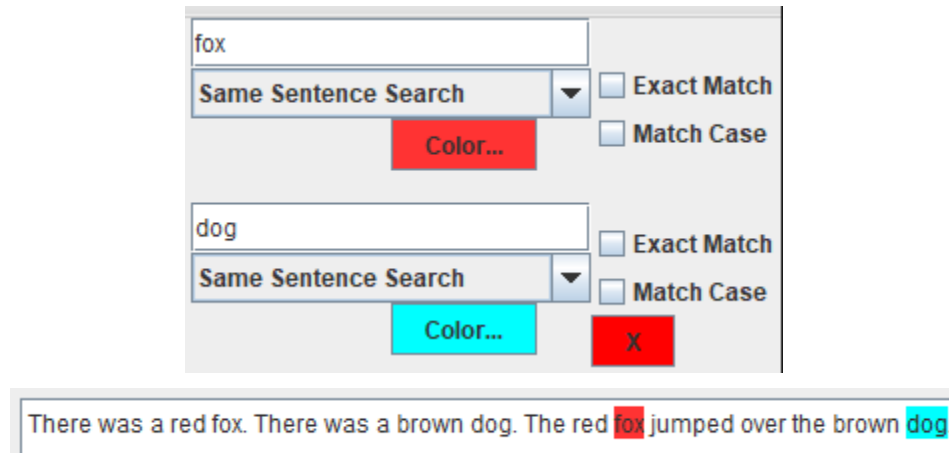 fox
Same Sentence Search
Exact Match
Match Case
Color...
dog
Same Sentence Search
Exact Match
Match Case
Color...
X
There was a red fox. There was a brown dog. The red fox jumped over the brown dog